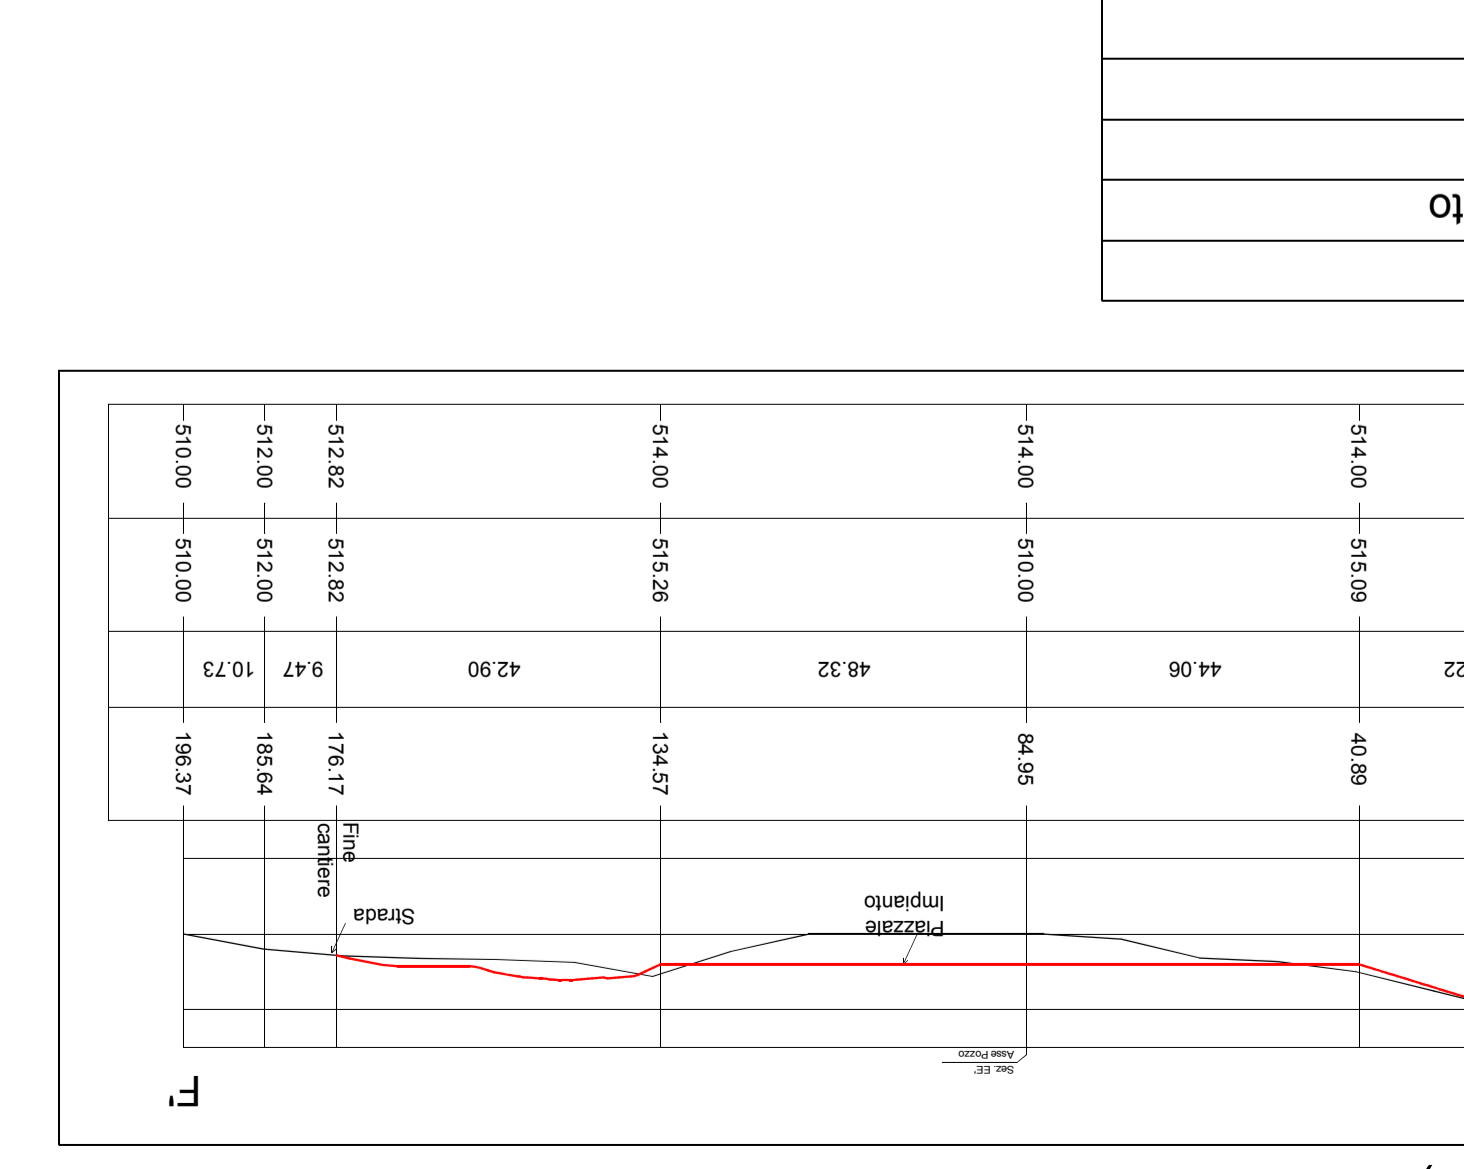 to
F'
Sez. EE'
Asse Pozzo
Piazzale
Impianto
Strada
Fine
cantiere
40.89
84.95
134.57
176.17
185.64
196.37
22
44.06
48.32
42.90
9.47
10.73
515.09
510.00
515.26
512.82
512.00
510.00
514.00
514.00
514.00
512.82
512.00
510.00